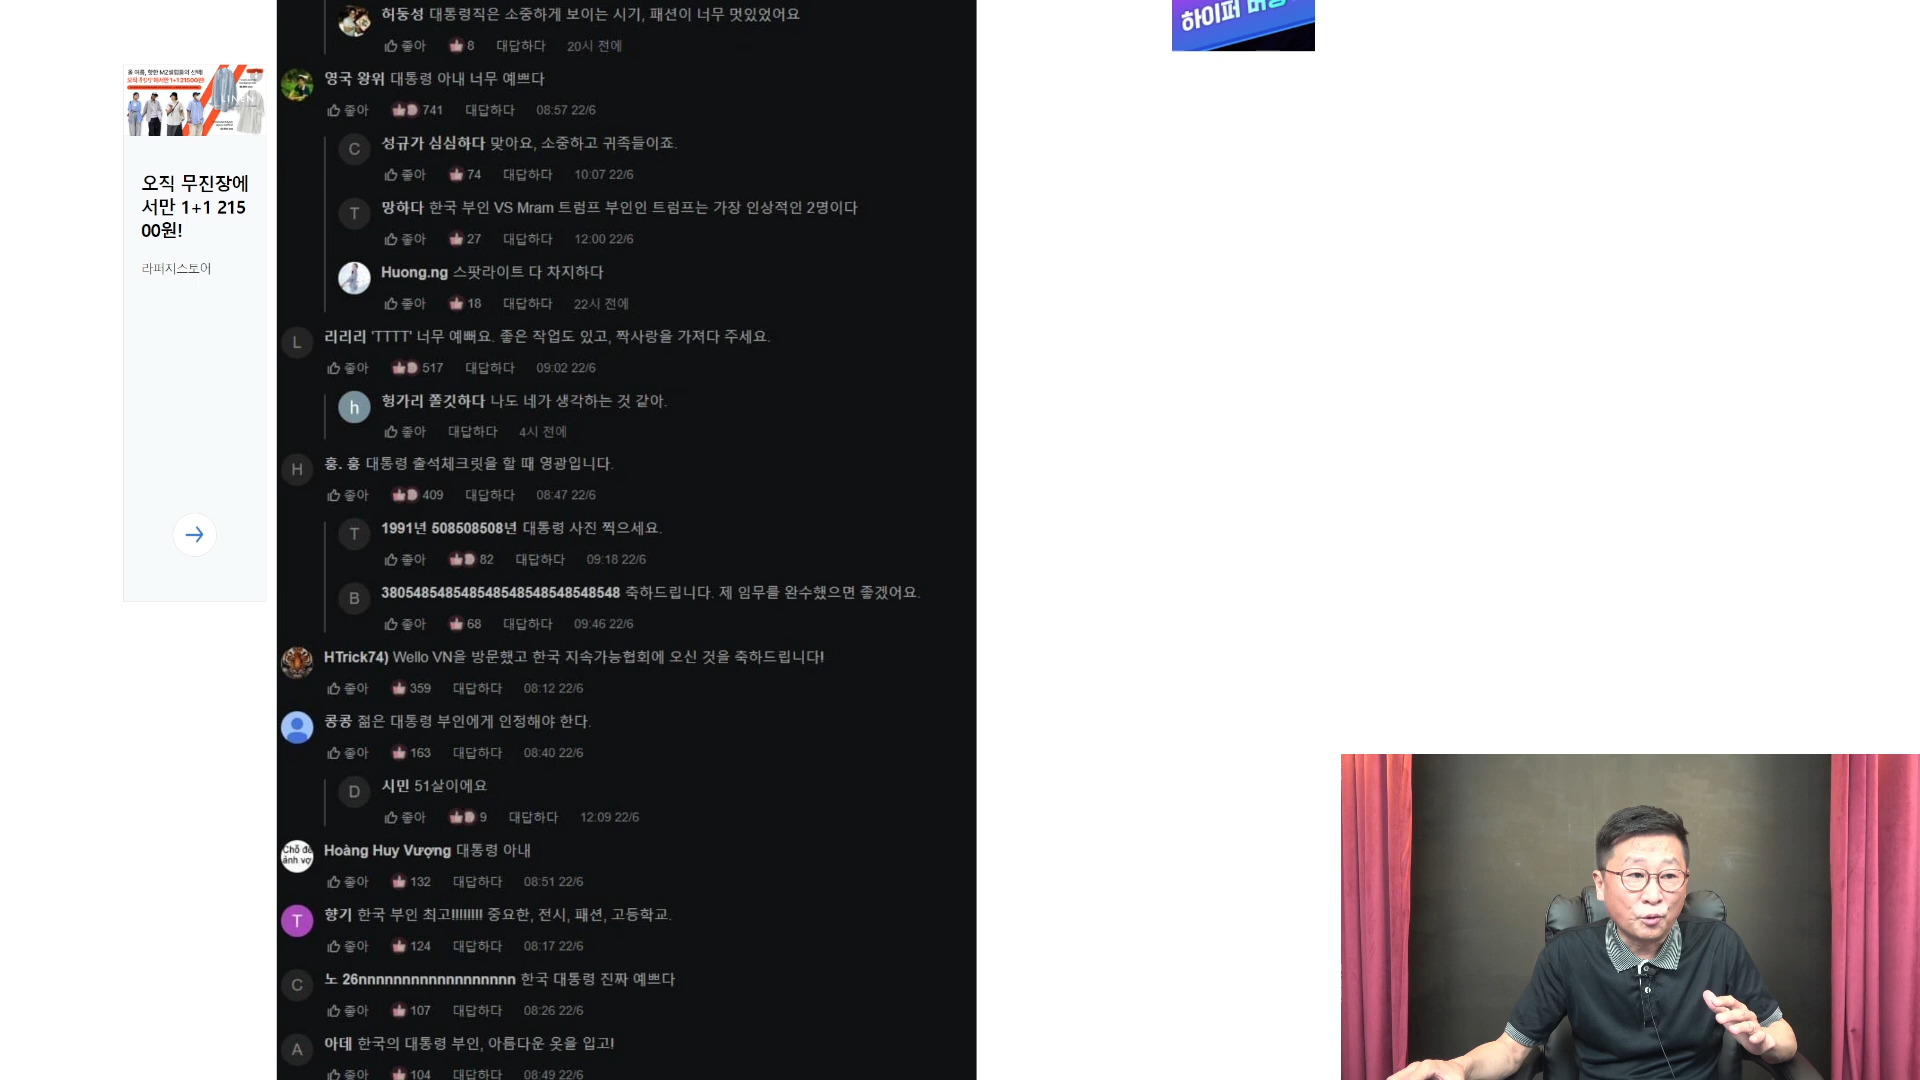 하이퍼
오직 무진장에
서만 1+1 215
00원!
라퍼지스토어
허둥성 대통령직은 소중하게 보이는 시기, 패션이 너무 멋있었어요
좋아 8 대답하다 20시 전에
영국 왕위 대통령 아내 너무 예쁘다
좋아 741 대답하다 08:57 22/6
C 성규가 심심하다 맞아요, 소중하고 귀족들이죠.
좋아 74 대답하다 10:07 22/6
T 망하다 한국 부인 VS Mram 트럼프 부인인 트럼프는 가장 인상적인 2명이다
좋아 27 대답하다 12:00 22/6
Huong.ng 스팟라이트 다 차지하다
좋아 18 대답하다 22시 전에
L 리리리 'TTTT' 너무 예뻐요. 좋은 작업도 있고, 짝사랑을 가져다 주세요.
좋아 517 대답하다 09:02 22/6
h 헝가리 쫄깃하다 나도 네가 생각하는 것 같아.
좋아 대답하다 4시 전에
H 흥. 흥 대통령 출석체크릿을 할 때 영광입니다.
좋아 409 대답하다 08:47 22/6
T 1991년 508508508년 대통령 사진 찍으세요.
좋아 82 대답하다 09:18 22/6
B 축하드립니다. 제 임무를 완수했으면 좋겠어요.
좋아 68 대답하다 09:46 22/6
HTrick74) Wello VN을 방문했고 한국 지속가능협회에 오신 것을 축하드립니다!
좋아 359 대답하다 08:12 22/6
콩콩 젊은 대통령 부인에게 인정해야 한다.
좋아 163 대답하다 08:40 22/6
D 시민 51살이에요
좋아 9 대답하다 12:09 22/6
Chỗ để
ảnh vợ
Hoàng Huy Vượng 대통령 아내
좋아 132 대답하다 08:51 22/6
T 향기 한국 부인 최고!!!!!!!! 중요한, 전시, 패션, 고등학교.
좋아 124 대답하다 08:17 22/6
C 노 26nnnnnnnnnnnnnnnnnn 한국 대통령 진짜 예쁘다
좋아 107 대답하다 08:26 22/6
A 아데 한국의 대통령 부인, 아름다운 옷을 입고!
좋아 104 대답하다 08:49 22/6